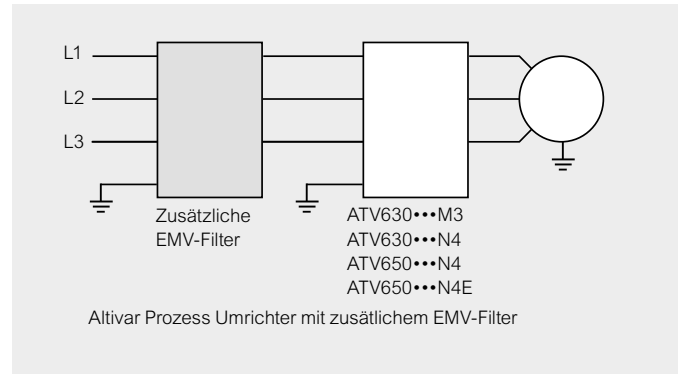 L1
L2
L3
Zusätzliche
EMV-Filter
ATV630•••M3
ATV630•••N4
ATV650•••N4
ATV650•••N4E
Altivar Prozess Umrichter mit zusätlichem EMV-Filter